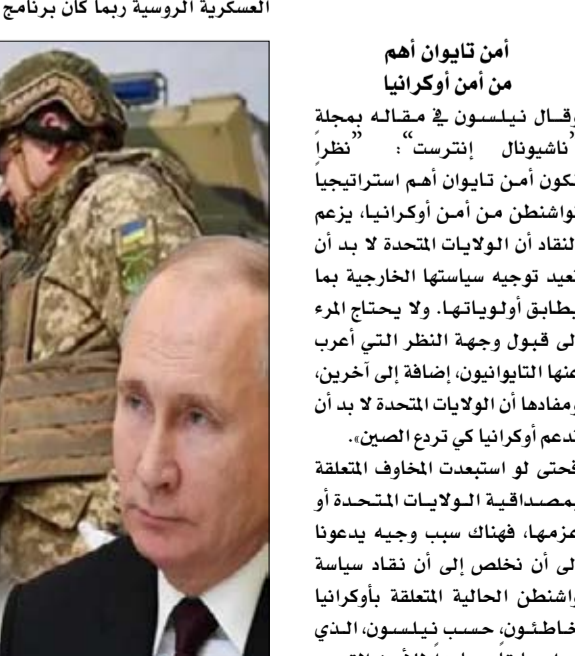 العسكرية الروسية ربما كان برنامج
أمن تايوان أهم
من أمن أوكرانيا
وقال نيلسون في مقاله بمجلة
”ناشيونال إنترست“: ”نظراً
لكون أمن تايوان أهم استراتيجيا
لواشنطن من أمن أوكرانيا، يزعم
النقاد أن الولايات المتحدة لا بد أن
تعيد توجيه سياستها الخارجية بما
يطابق أولوياتها. ولا يحتاج المرء
إلى قبول وجهة النظر التي أعرب
عنها التايوانيون، إضافة إلى آخرين،
ومفادها أن الولايات المتحدة لا بد أن
تدعم أوكرانيا كي تردع الصين».
فحتى لو استبعدت المخاوف المتعلقة
بمصداقية الولايات المتحدة أو
عزمها، فهناك سبب وجيه يدعونا
إلى أن نخلص إلى أن نقاد سياسة
واشنطن الحالية المتعلقة بأوكرانيا
خاطئون، حسب نيلسون، الذي